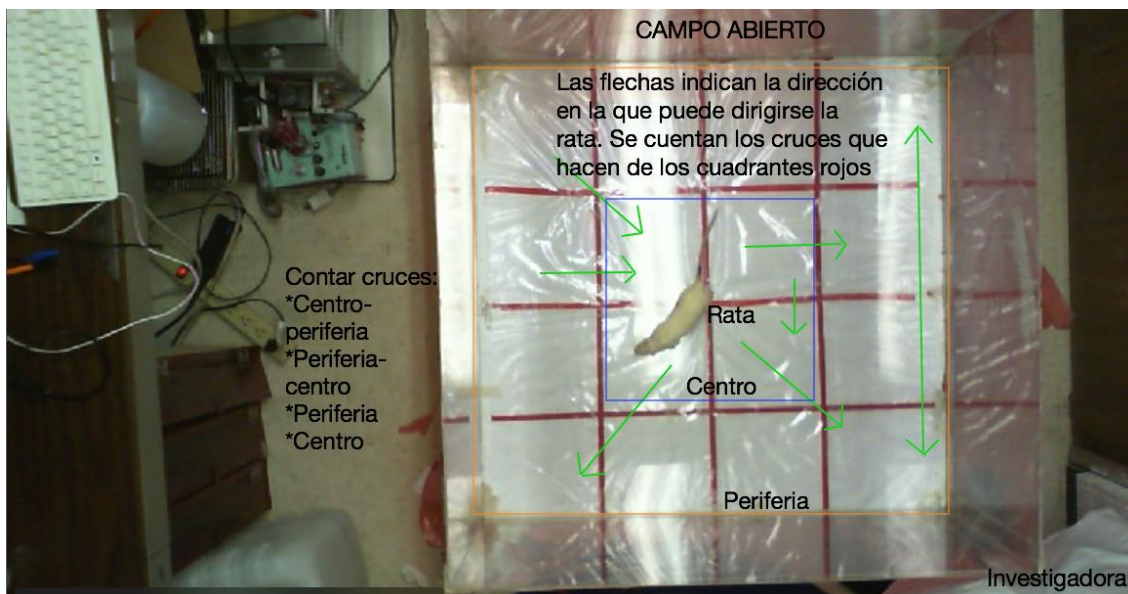 CAMPO ABIERTO
Las flechas indican la dirección
en la que puede dirigirse la
rata. Se cuentan los cruces que
hacen de los cuadrantes rojos
Contar cruces:
*Centro-
periferia
*Periferia-
centro
*Periferia
*Centro
Rata
Centro
Periferia
Investigadora